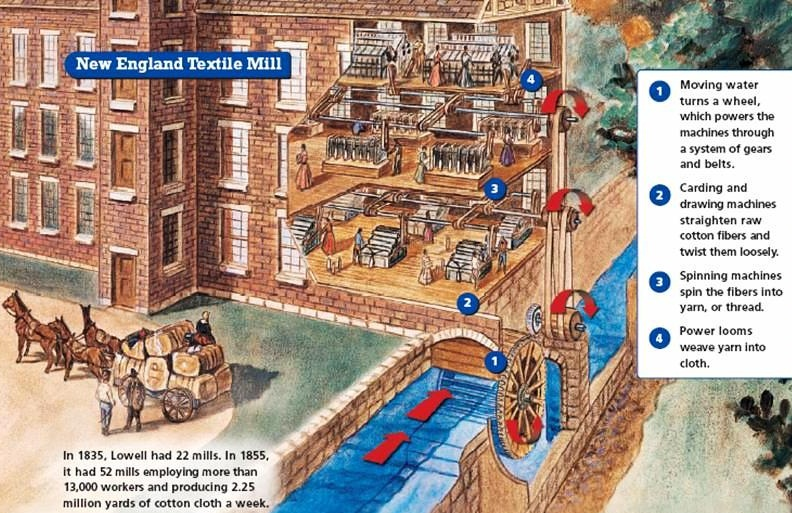 New England Textile Mill
4
3
2
1
1 Moving water
turns a wheel,
which powers the
machines through
a system of gears
and belts.
2 Carding and
drawing machines
straighten raw
cotton fibers and
twist them loosely.
3 Spinning machines
spin the fibers into
yarn, or thread.
4 Power looms
weave yarn into
cloth.
In 1835, Lowell had 22 mills. In 1855,
it had 52 mills employing more than
13,000 workers and producing 2.25
million yards of cotton cloth a week.